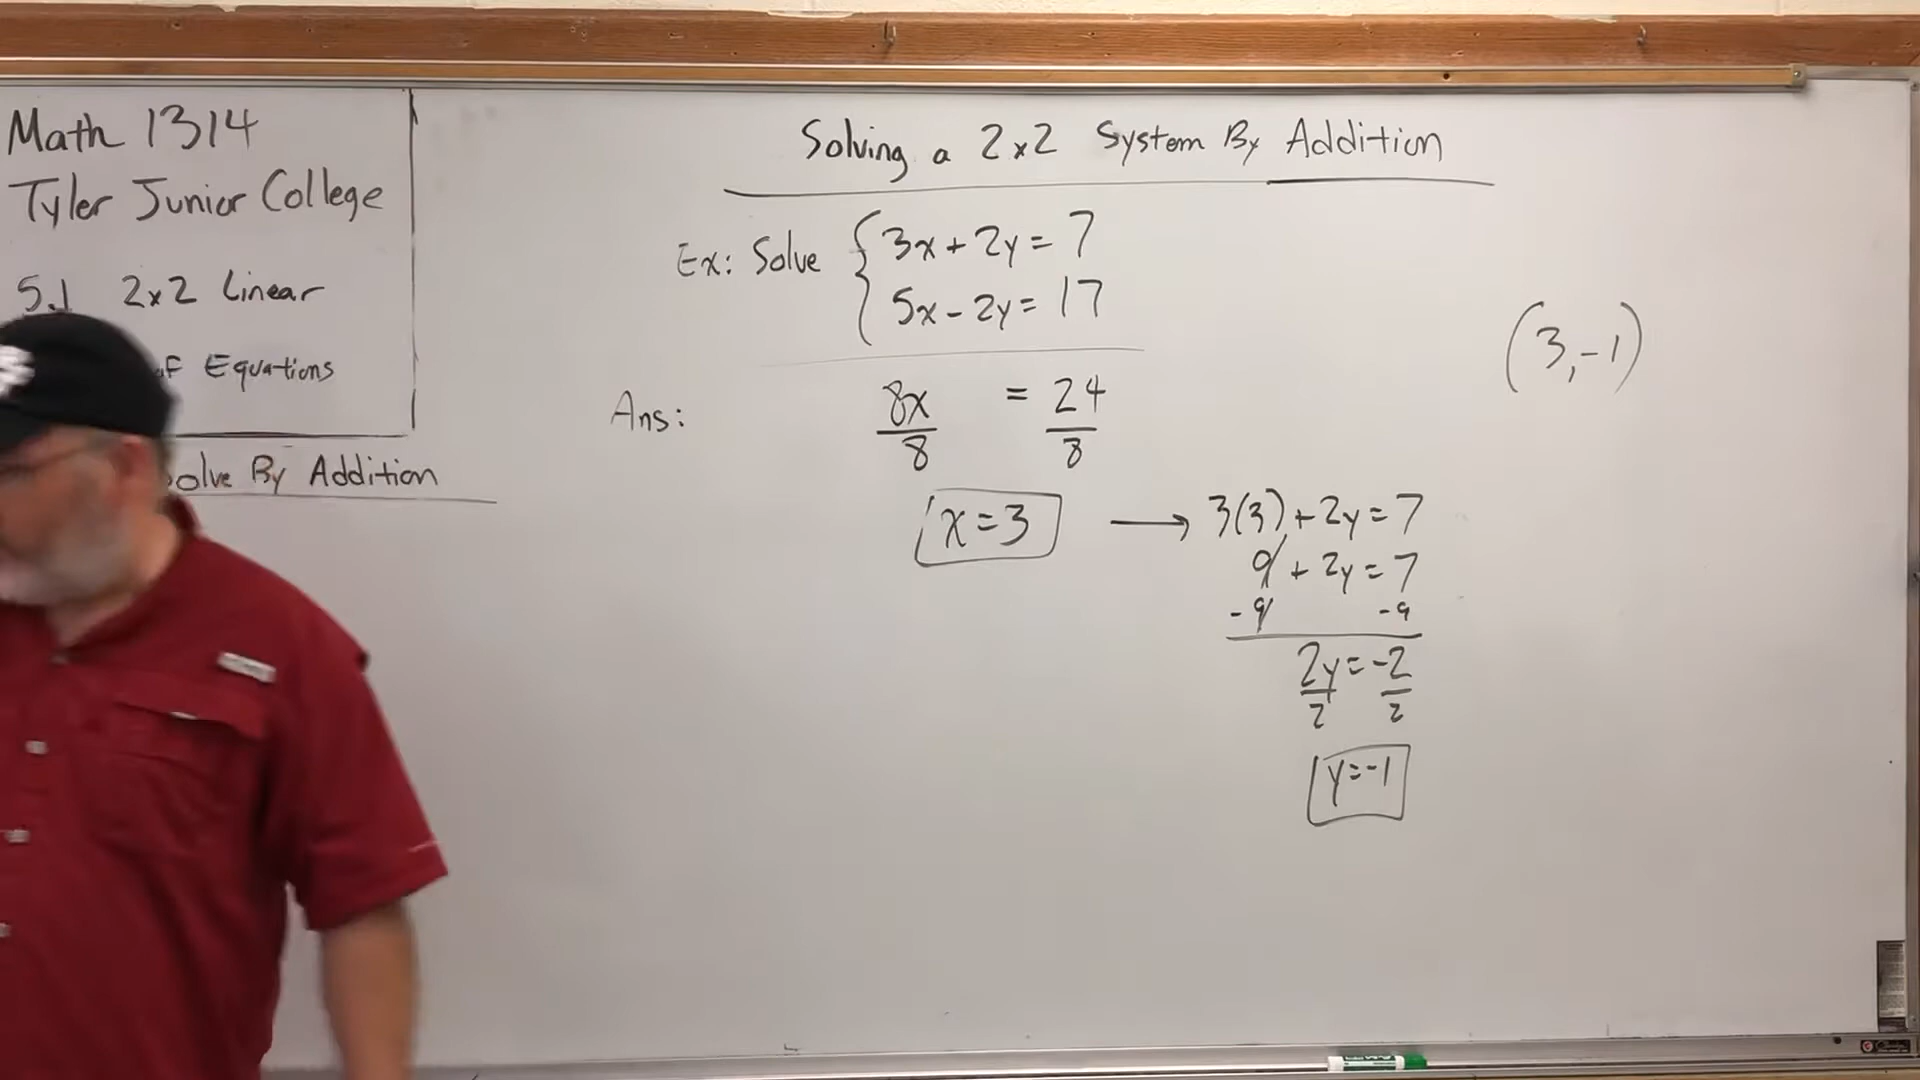 Math 1314
Tyler Junior College
5.1 2x2 Linear
of Equations
Solve By Addition
Solving a 2x2 System By Addition
Ex: Solve { 3x + 2y = 7
5x - 2y = 17
Ans:
8x = 24
8 8
x = 3 → 3(3) + 2y = 7
9 + 2y = 7
-9 -9
2y = -2
2 2
y = -1
(3, -1)